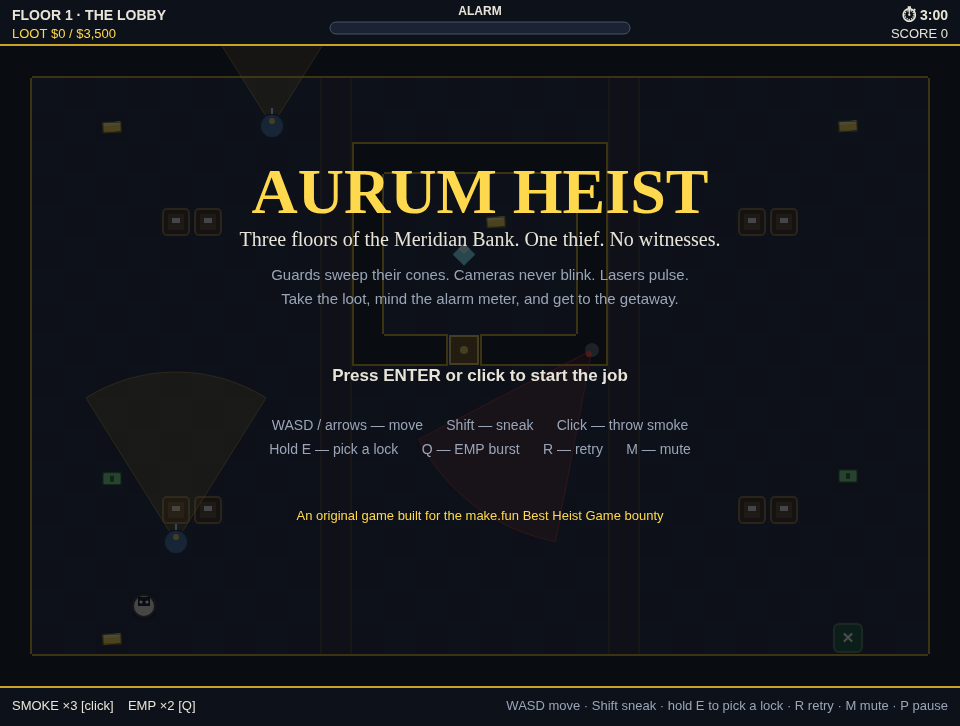 FLOOR 1 · THE LOBBY
LOOT $0 / $3,500
ALARM
⏱ 3:00
SCORE 0
AURUM HEIST
Three floors of the Meridian Bank. One thief. No witnesses.
Guards sweep their cones. Cameras never blink. Lasers pulse.
Take the loot, mind the alarm meter, and get to the getaway.
Press ENTER or click to start the job
WASD / arrows — move Shift — sneak Click — throw smoke
Hold E — pick a lock Q — EMP burst R — retry M — mute
An original game built for the make.fun Best Heist Game bounty
SMOKE ×3 [click] EMP ×2 [Q]
WASD move · Shift sneak · hold E to pick a lock · R retry · M mute · P pause